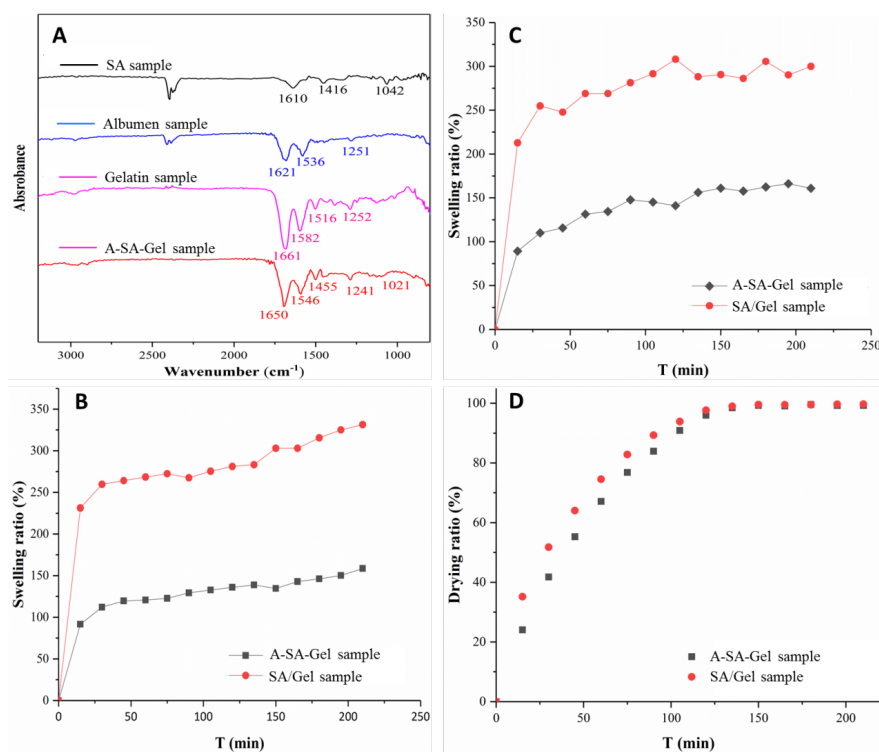 A
SA sample
1610
1416
1042
Albumen sample
1621
1536
1251
Gelatin sample
1661
1582
1516
1252
A-SA-Gel sample
1650
1546
1455
1241
1021
Absrobance
3000 2500 2000 1500 1000
Wavenumber (cm⁻¹)
C
350
300
250
200
150
100
50
0
Swelling ratio (%)
A-SA-Gel sample
SA/Gel sample
0 50 100 150 200 250
T (min)
B
350
300
250
200
150
100
50
0
Swelling ratio (%)
A-SA-Gel sample
SA/Gel sample
0 50 100 150 200 250
T (min)
D
100
80
60
40
20
0
Drying ratio (%)
A-SA-Gel sample
SA/Gel sample
0 50 100 150 200
T (min)